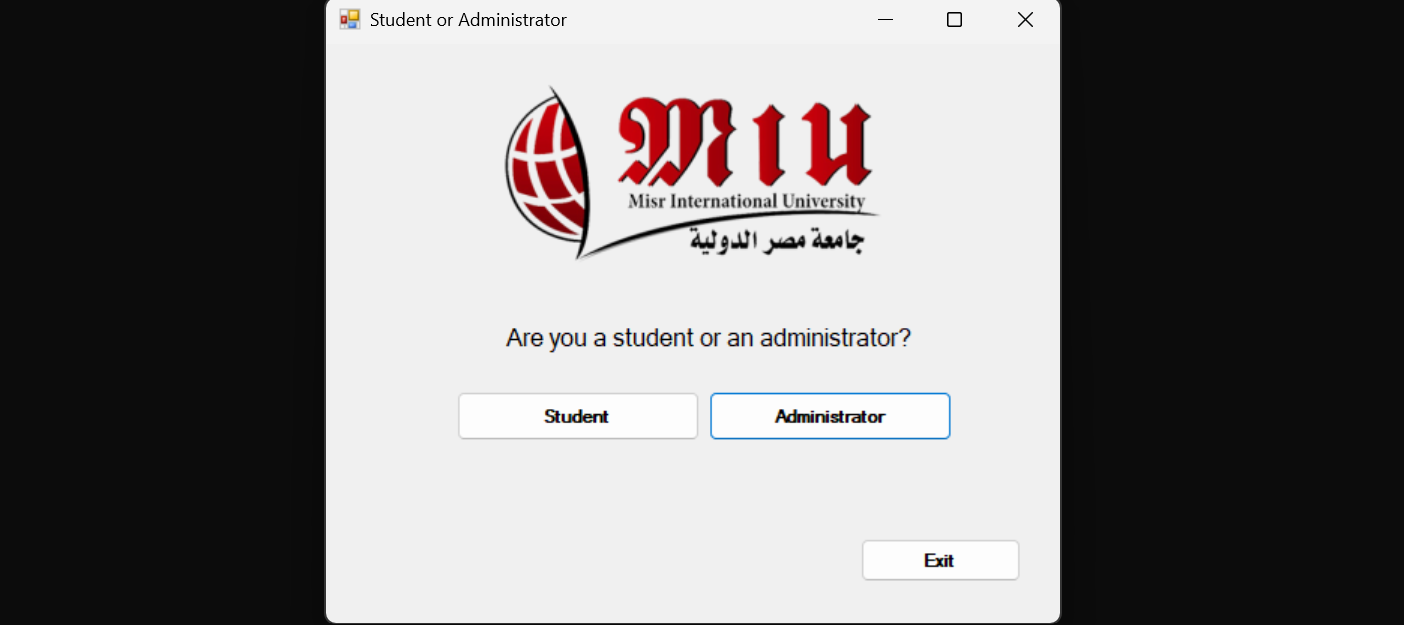 Student or Administrator
MIU
Misr International University
جامعة مصر الدولية
Are you a student or an administrator?
Student
Administrator
Exit